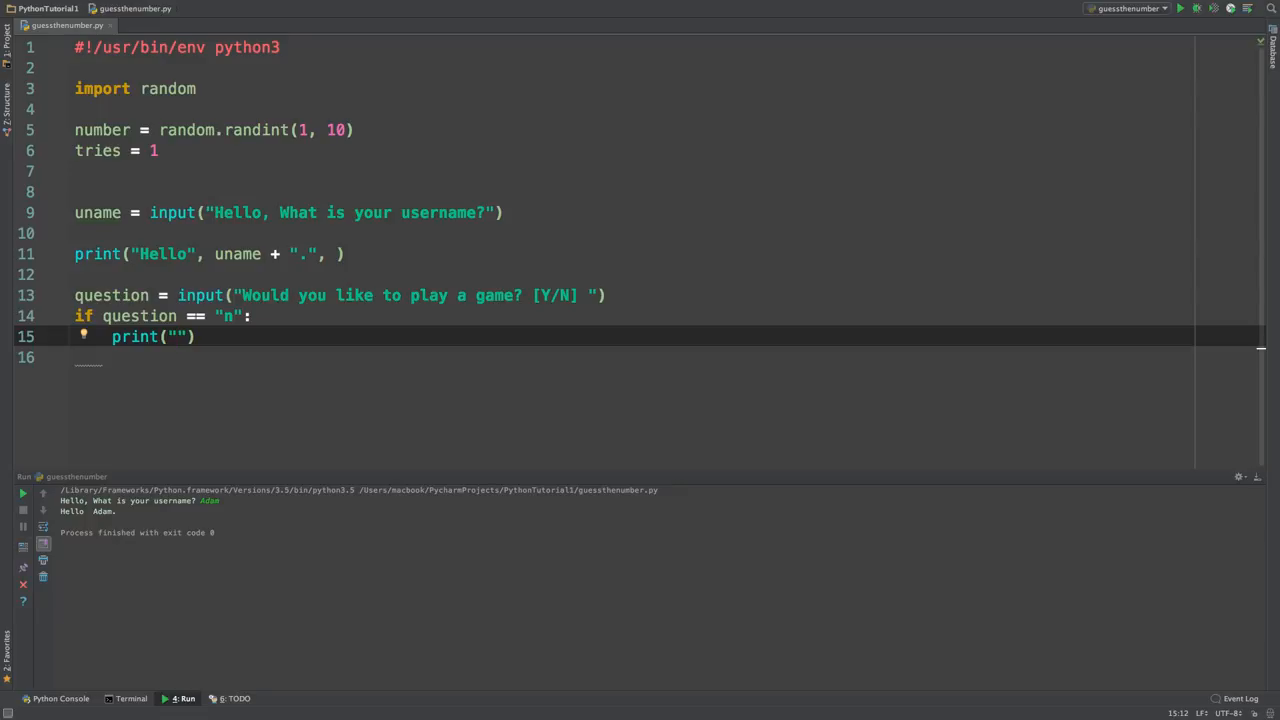 PythonTutorial1 guessthenumber.py guessthenumber
guessthenumber.py
1: Project
Z: Structure
2: Favorites
Database
1 #!/usr/bin/env python3
2
3 import random
4
5 number = random.randint(1, 10)
6 tries = 1
7
8
9 uname = input("Hello, What is your username?")
10
11 print("Hello", uname + ".", )
12
13 question = input("Would you like to play a game? [Y/N] ")
14 if question == "n":
15 print("")
16
Run guessthenumber
/Library/Frameworks/Python.framework/Versions/3.5/bin/python3.5 /Users/macbook/PycharmProjects/PythonTutorial1/guessthenumber.py
Hello, What is your username? Adam
Hello  Adam.
Process finished with exit code 0
Python Console Terminal 4: Run 6: TODO Event Log
15:12 LF÷ UTF-8÷